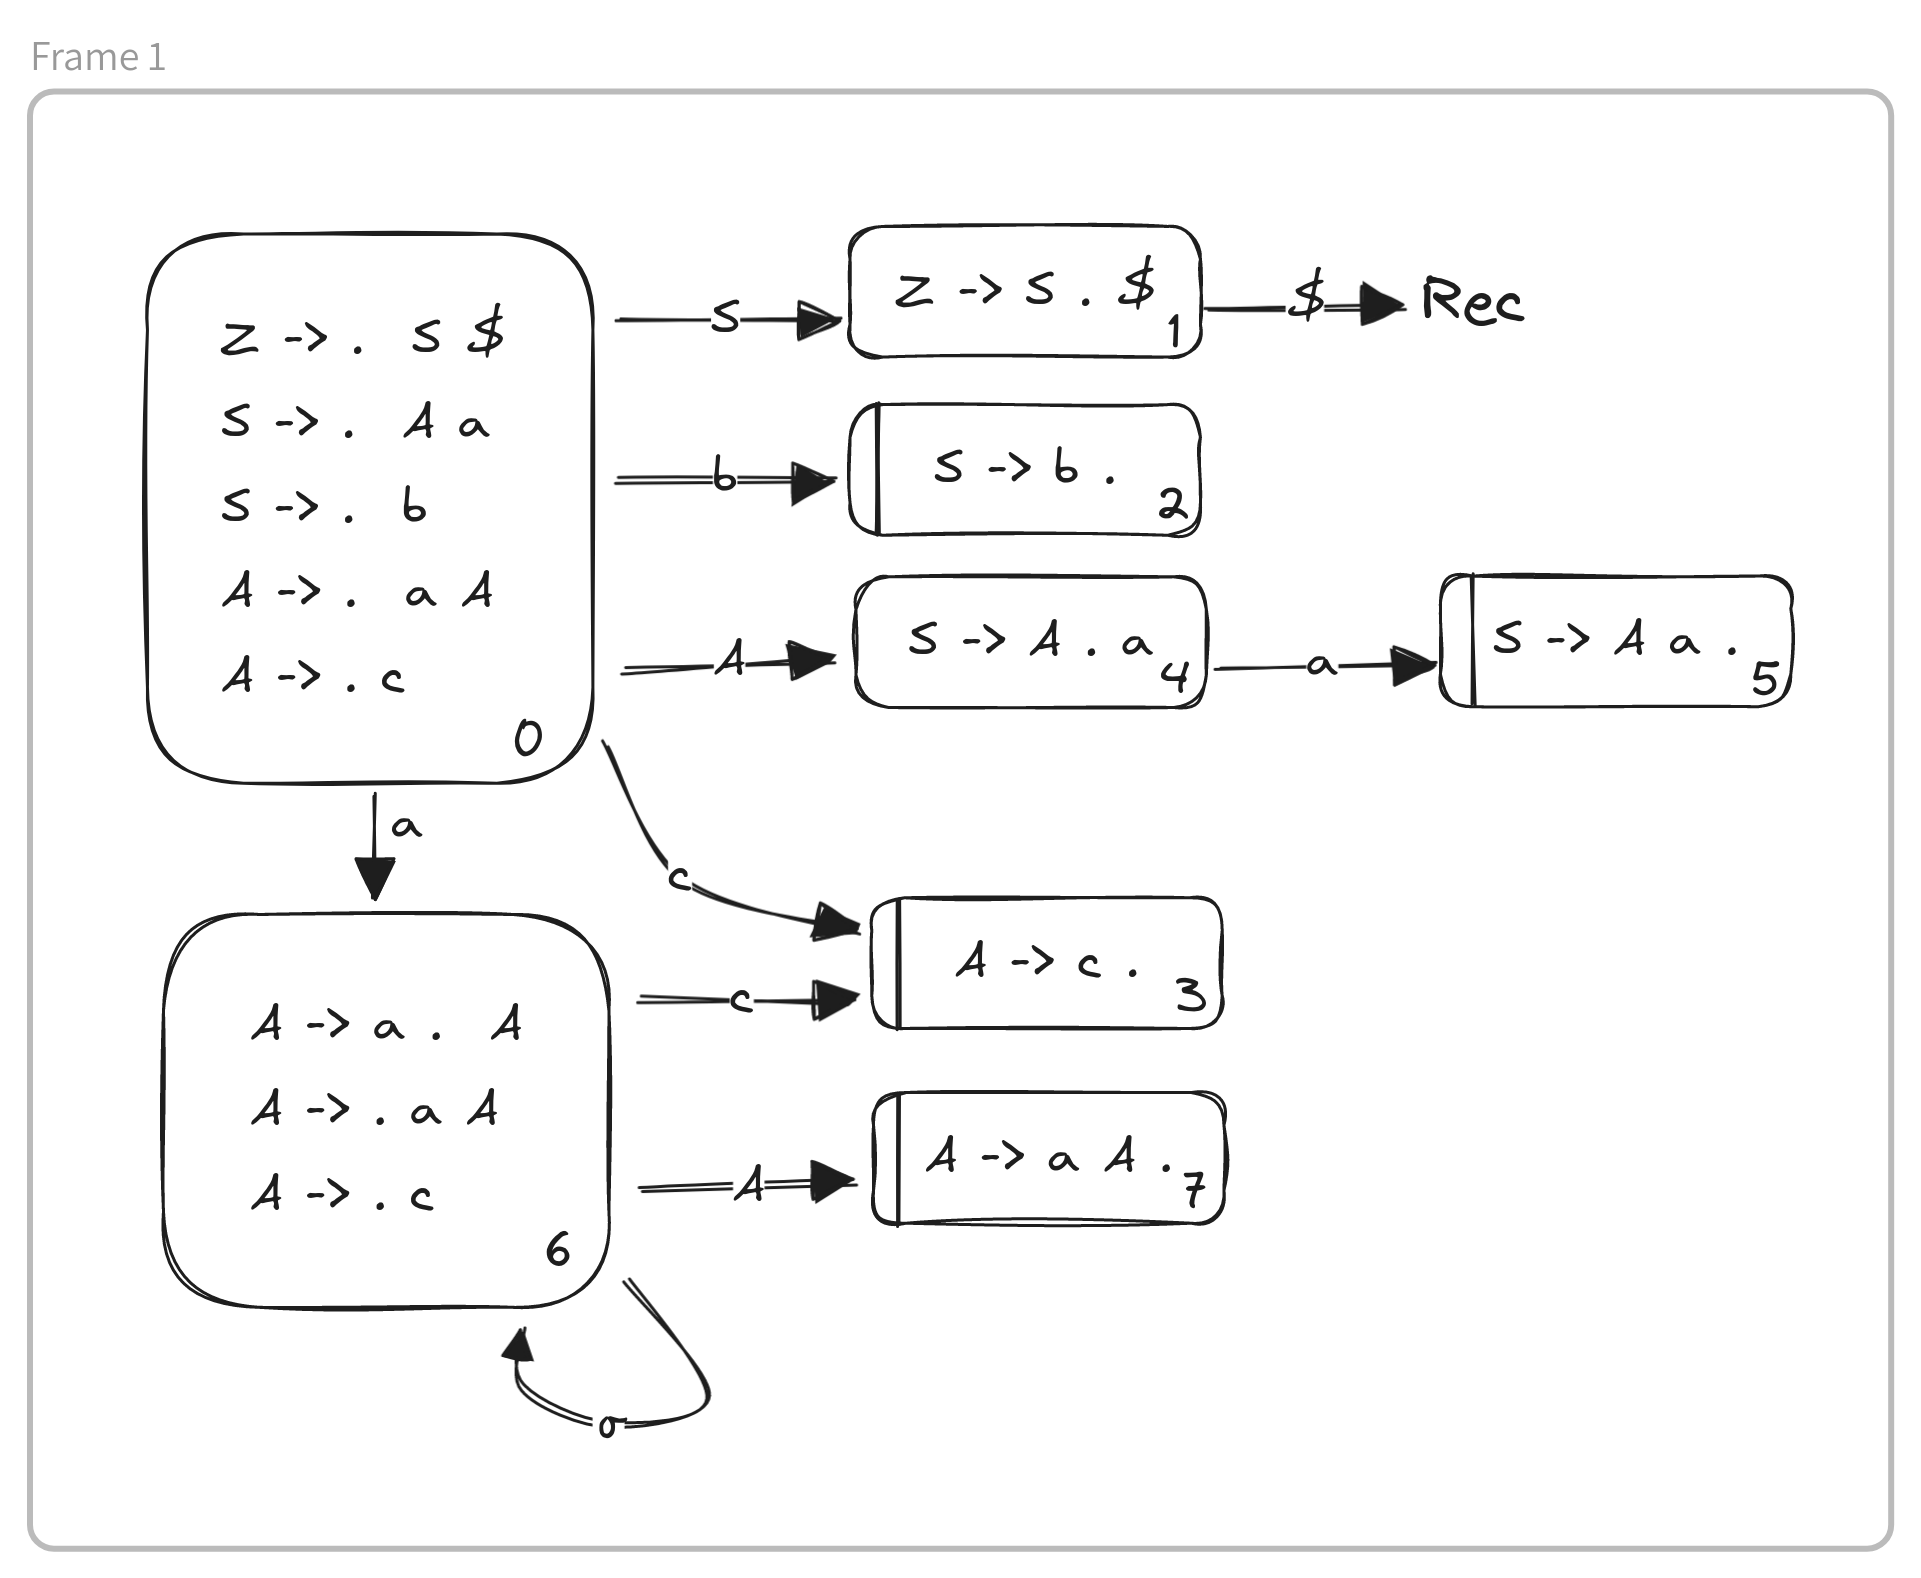 Frame 1
Z -> . S $
S -> . A a
S -> . b
A -> . a A
A -> . c
0
S
Z -> S . $
1
$
Rec
b
S -> b .
2
A
S -> A . a
4
a
S -> A a .
5
a
c
A -> a . A
A -> . a A
A -> . c
6
c
A -> c .
3
A
A -> a A .
7
a